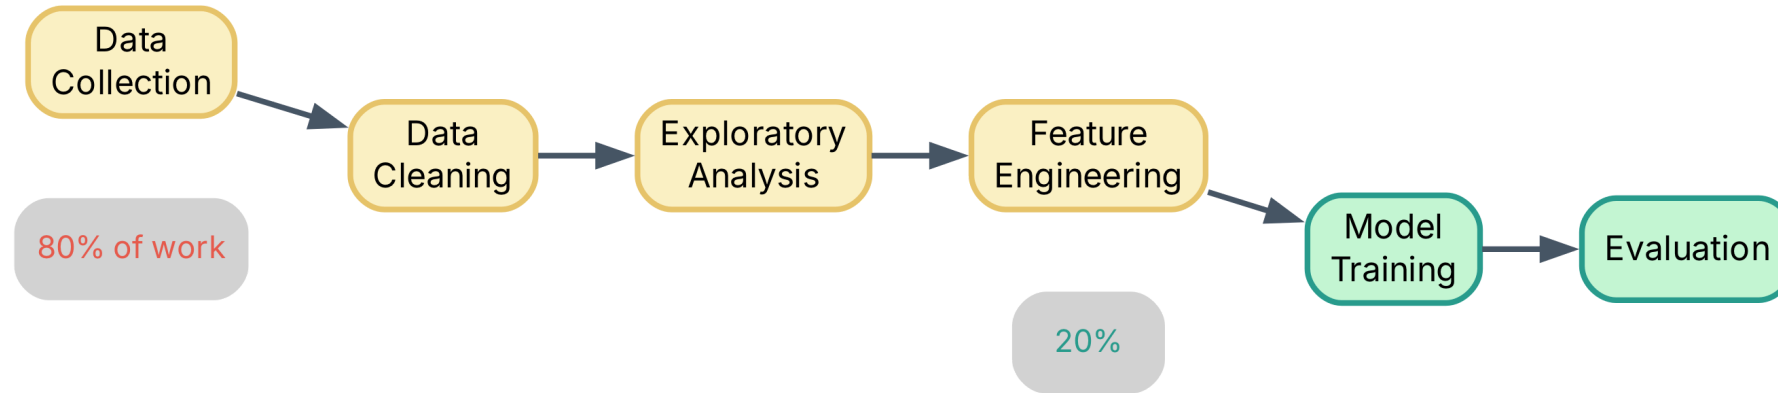 Data
Collection
Data
Cleaning
Exploratory
Analysis
Feature
Engineering
Model
Training
Evaluation
80% of work
20%